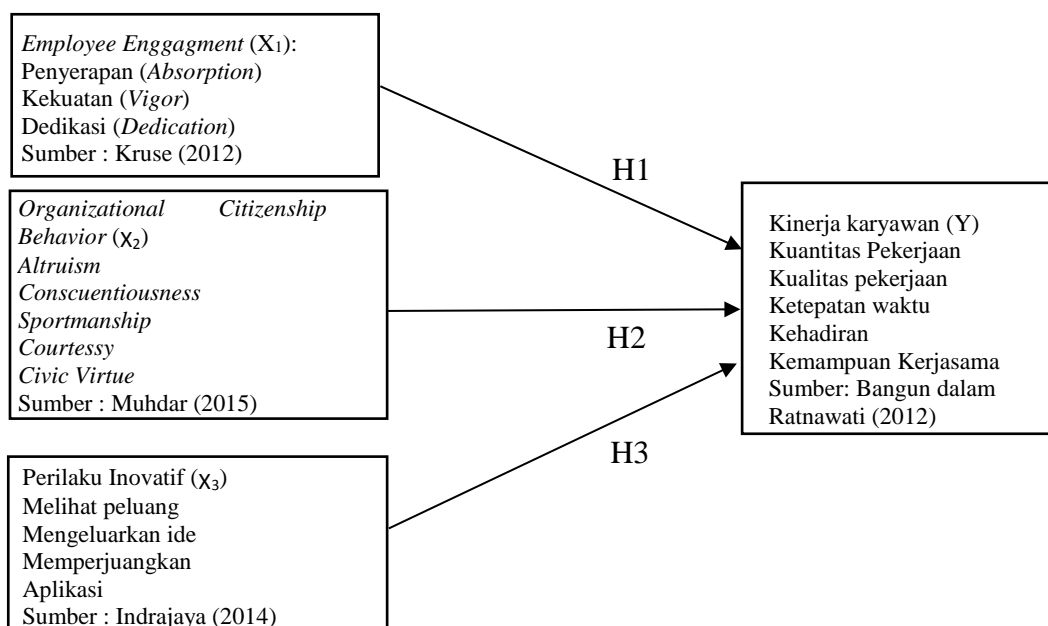 Employee Enggagment (X₁):
Penyerapan (Absorption)
Kekuatan (Vigor)
Dedikasi (Dedication)
Sumber : Kruse (2012)
Organizational Citizenship
Behavior (X₂)
Altruism
Conscuentiousness
Sportmanship
Courtessy
Civic Virtue
Sumber : Muhdar (2015)
Perilaku Inovatif (X₃)
Melihat peluang
Mengeluarkan ide
Memperjuangkan
Aplikasi
Sumber : Indrajaya (2014)
H1
H2
H3
Kinerja karyawan (Y)
Kuantitas Pekerjaan
Kualitas pekerjaan
Ketepatan waktu
Kehadiran
Kemampuan Kerjasama
Sumber: Bangun dalam
Ratnawati (2012)